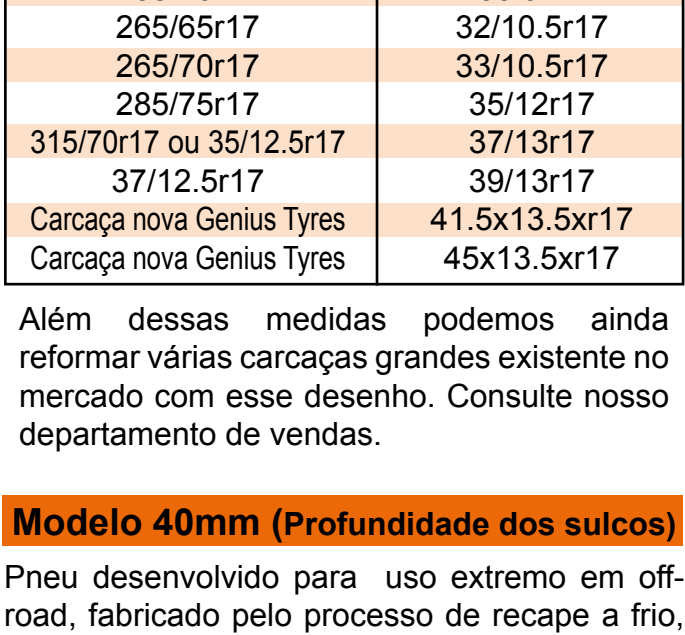 265/65r17 32/10.5r17
265/70r17 33/10.5r17
285/75r17 35/12r17
315/70r17 ou 35/12.5r17 37/13r17
37/12.5r17 39/13r17
Carcaça nova Genius Tyres 41.5x13.5xr17
Carcaça nova Genius Tyres 45x13.5xr17
Além dessas medidas podemos ainda
reformar várias carcaças grandes existente no
mercado com esse desenho. Consulte nosso
departamento de vendas.
Modelo 40mm (Profundidade dos sulcos)
Pneu desenvolvido para uso extremo em off-
road, fabricado pelo processo de recape a frio,